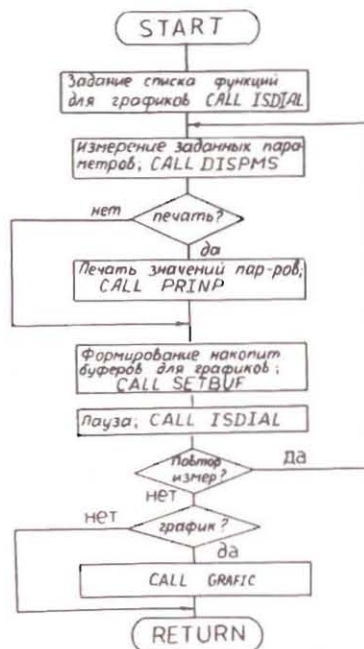 START
Задание списка функций
для графиков CALL ISDIAL
измерение заданных пара-
метров; CALL DISPMS
нет
печать?
да
Печать значений пар-ров;
CALL PRINP
Формирование накопит
буферов для графиков;
CALL SETBUF
Пауза; CALL ISDIAL
Повтор
измер?
да
нет
нет
график?
да
CALL GRAFIC
RETURN